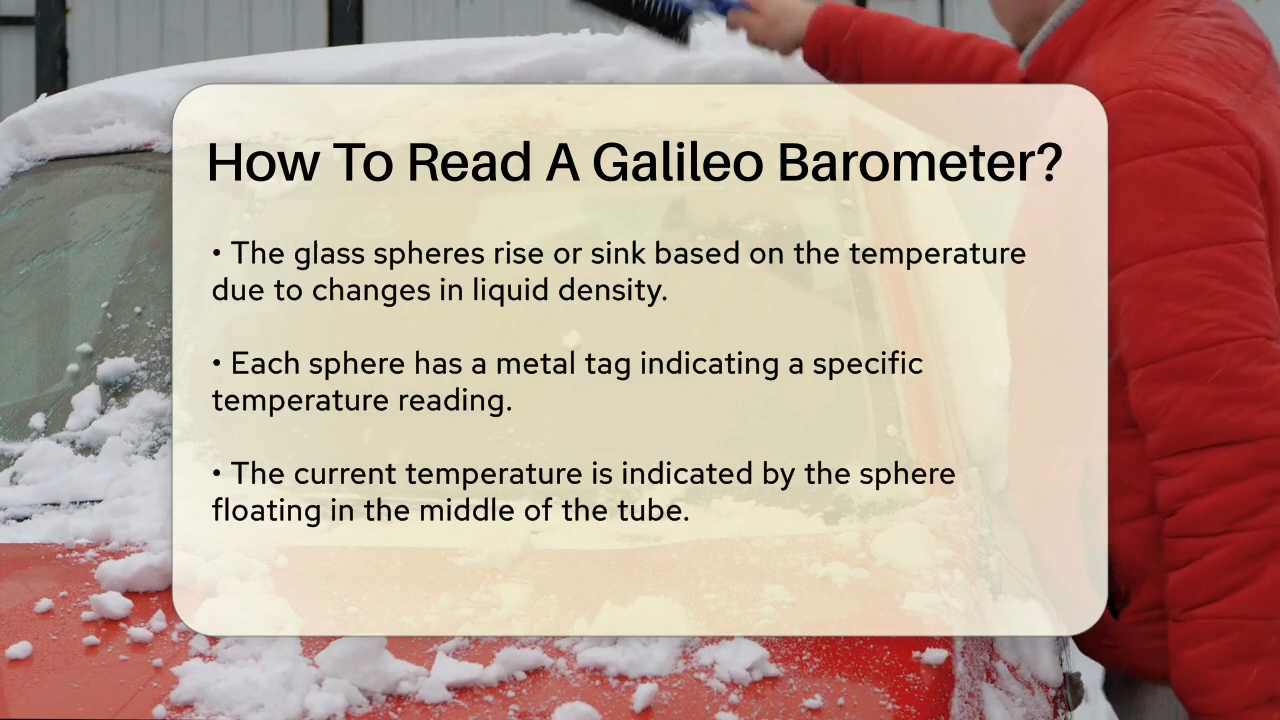 How To Read A Galileo Barometer?
• The glass spheres rise or sink based on the temperature
due to changes in liquid density.
• Each sphere has a metal tag indicating a specific
temperature reading.
• The current temperature is indicated by the sphere
floating in the middle of the tube.